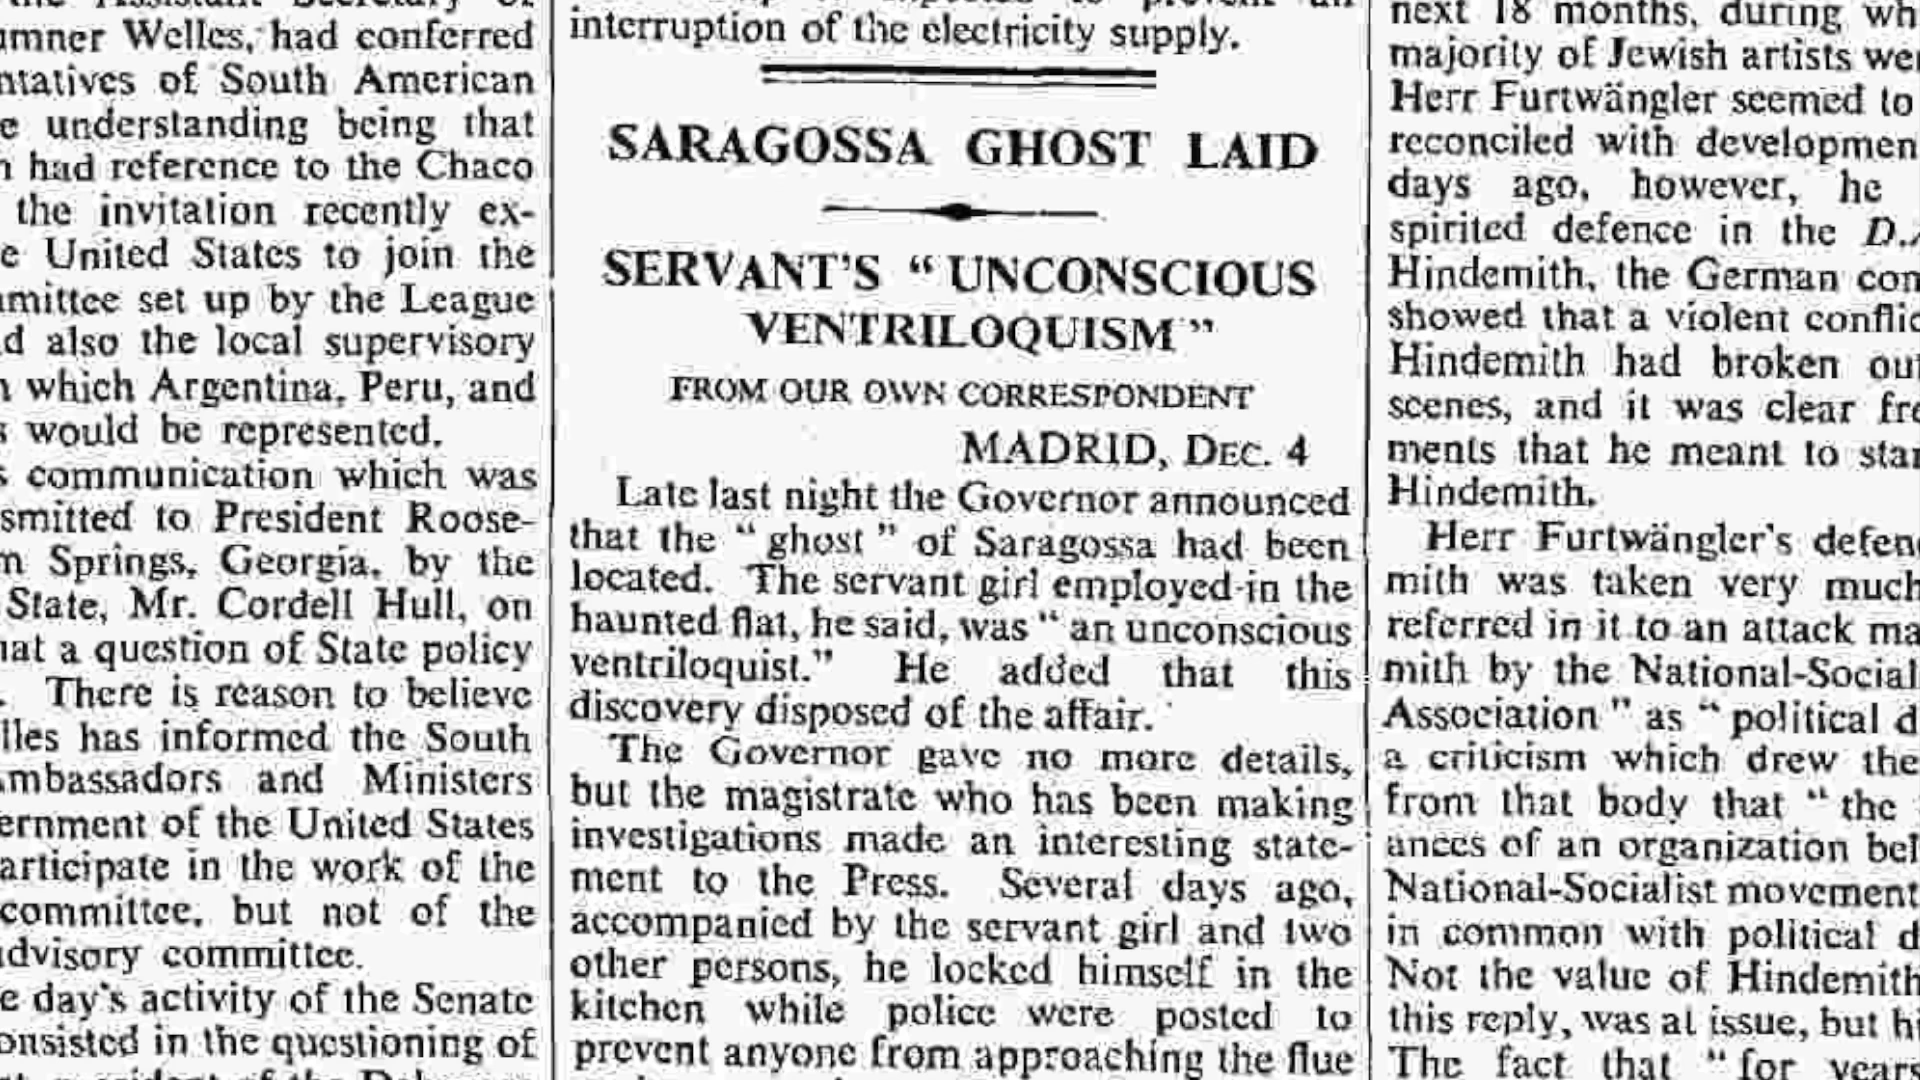 umner Welles, had conferred
ntatives of South American
e understanding being that
n had reference to the Chaco
the invitation recently ex-
e United States to join the
mmittee set up by the League
d also the local supervisory
n which Argentina, Peru, and
s would be represented.
s communication which was
smitted to President Roose-
m Springs, Georgia, by the
State, Mr. Cordell Hull, on
hat a question of State policy
. There is reason to believe
lles has informed the South
Ambassadors and Ministers
ernment of the United States
articipate in the work of the
committee, but not of the
advisory committee.
e day's activity of the Senate
onsisted in the questioning of
interruption of the electricity supply.
SARAGOSSA GHOST LAID
SERVANT'S “UNCONSCIOUS
VENTRILOQUISM”
FROM OUR OWN CORRESPONDENT
MADRID, DEC. 4
Late last night the Governor announced
that the “ghost” of Saragossa had been
located. The servant girl employed in the
haunted flat, he said, was “an unconscious
ventriloquist.” He added that this
discovery disposed of the affair.
The Governor gave no more details,
but the magistrate who has been making
investigations made an interesting state-
ment to the Press. Several days ago,
accompanied by the servant girl and two
other persons, he locked himself in the
kitchen while police were posted to
prevent anyone from approaching the flue
next 18 months, during wh
majority of Jewish artists wer
Herr Furtwängler seemed to
reconciled with developmen
days ago, however, he
spirited defence in the D.A
Hindemith, the German com
showed that a violent conflic
Hindemith had broken out
scenes, and it was clear fro
ments that he meant to stan
Hindemith.
Herr Furtwängler's defenc
mith was taken very much
referred in it to an attack ma
mith by the National-Social
Association” as “political d
a criticism which drew the
from that body that “the
ances of an organization bel
National-Socialist movement
in common with political d
Not the value of Hindemith
this reply, was at issue, but hi
The fact that “for years